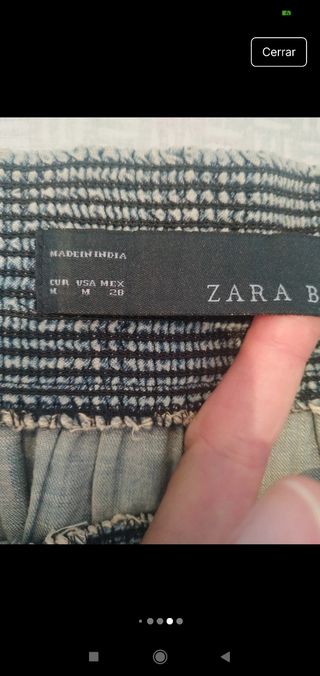 Cerrar
MADE IN INDIA
EUR USA MEX
M M 28
ZARA B